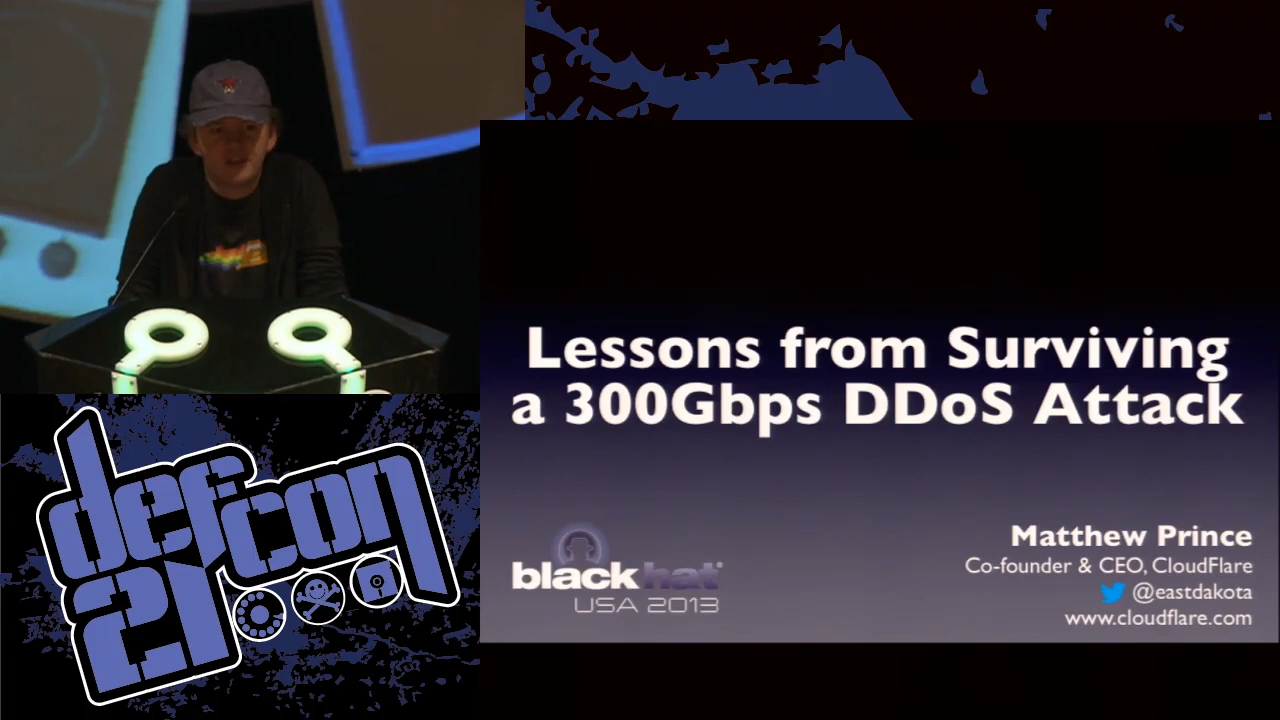 Lessons from Surviving
a 300Gbps DDoS Attack
Matthew Prince
Co-founder & CEO, CloudFlare
@eastdakota
www.cloudflare.com
blackhat
USA 2013
defcon
21